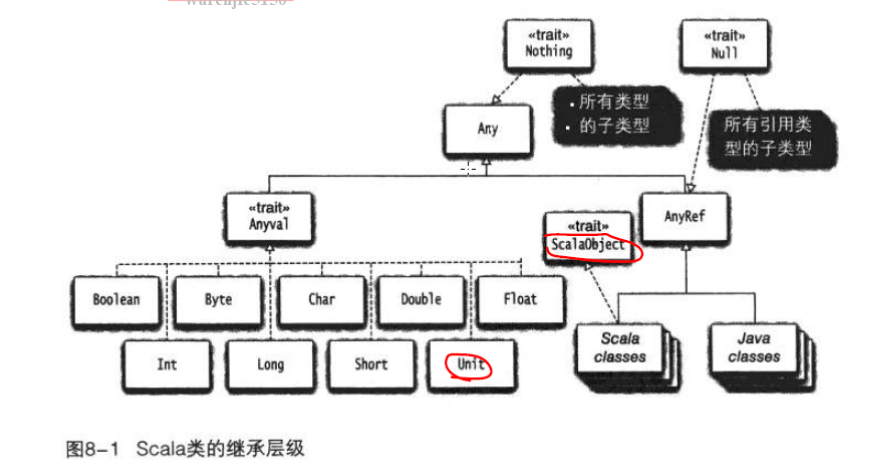 «trait»
Nothing
«trait»
Null
• 所有类型
• 的子类型
所有引用类
型的子类型
Any
«trait»
Anyval
«trait»
ScalaObject
AnyRef
Boolean
Byte
Char
Double
Float
Int
Long
Short
Unit
Scala
classes
Java
classes
图8-1 Scala类的继承层级